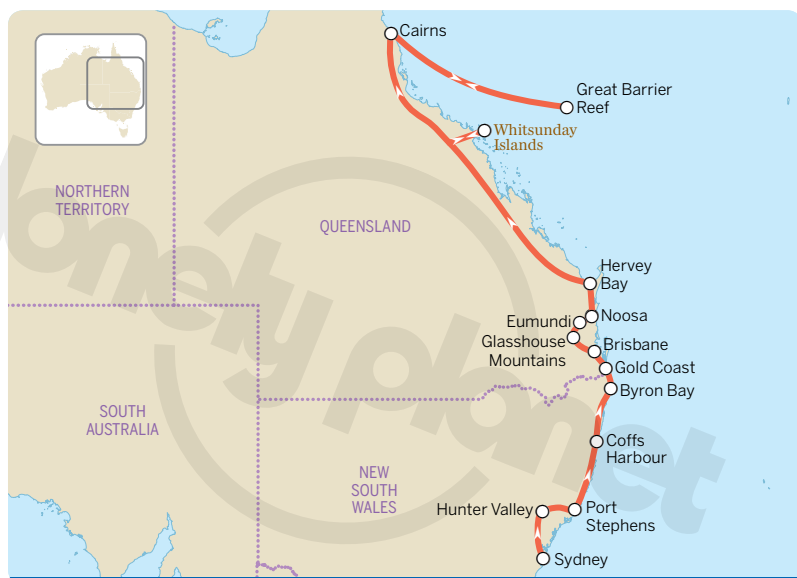 Cairns
Great Barrier
Reef
Whitsunday
Islands
NORTHERN
TERRITORY
QUEENSLAND
Hervey
Bay
Noosa
Eumundi
Glasshouse
Mountains
Brisbane
Gold Coast
Byron Bay
SOUTH
AUSTRALIA
Coffs
Harbour
NEW
SOUTH
WALES
Hunter Valley
Port
Stephens
Sydney
lonely planet